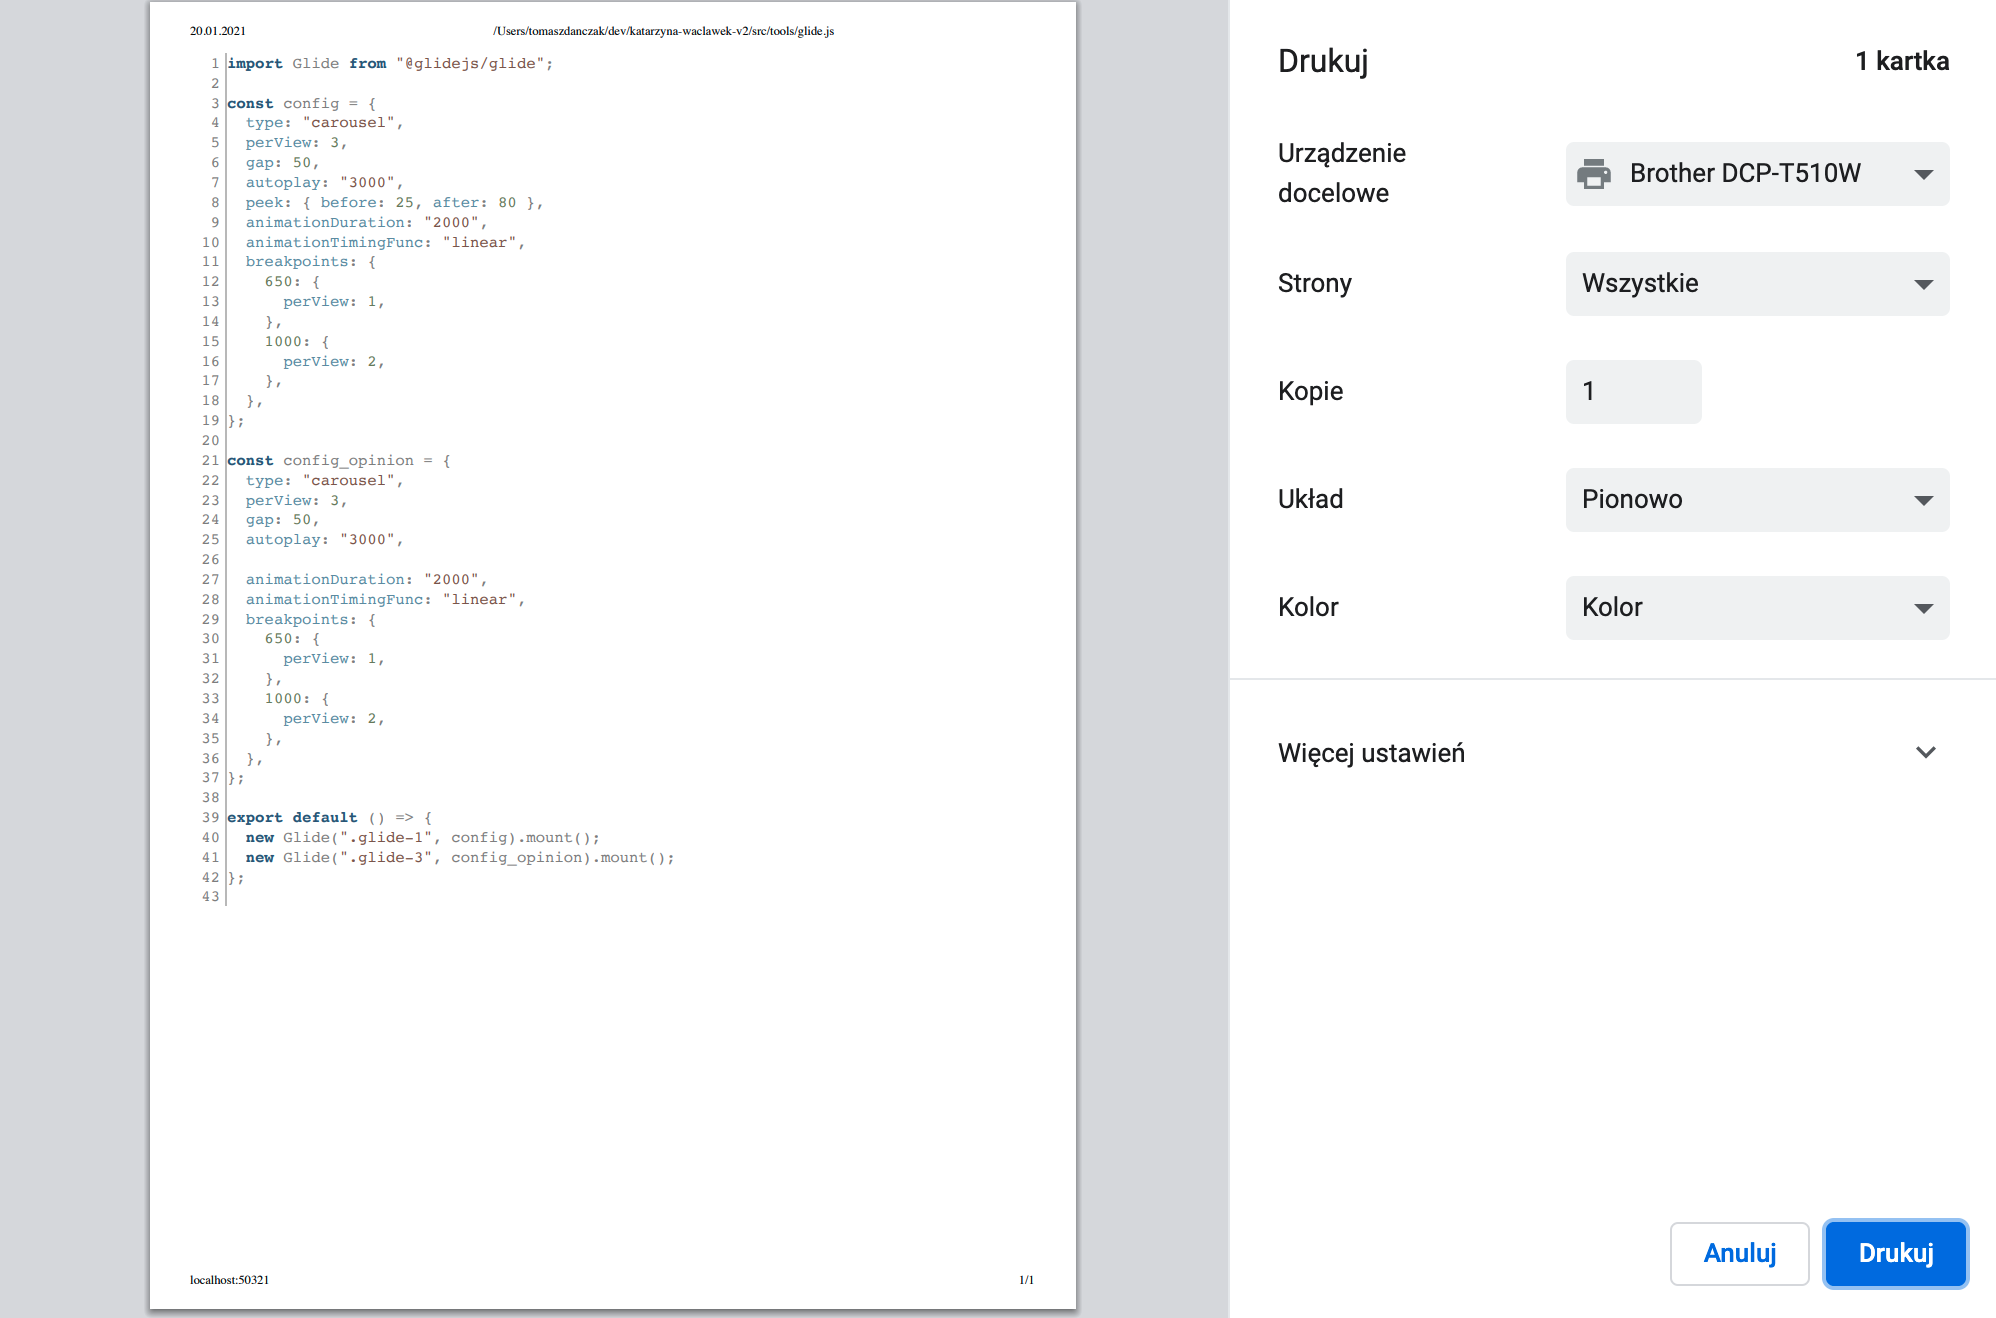 20.01.2021 /Users/tomaszdanczak/dev/katarzyna-waclawek-v2/src/tools/glide.js
1 import Glide from "@glidejs/glide";
2
3 const config = {
4   type: "carousel",
5   perView: 3,
6   gap: 50,
7   autoplay: "3000",
8   peek: { before: 25, after: 80 },
9   animationDuration: "2000",
10   animationTimingFunc: "linear",
11   breakpoints: {
12     650: {
13       perView: 1,
14     },
15     1000: {
16       perView: 2,
17     },
18   },
19 };
20
21 const config_opinion = {
22   type: "carousel",
23   perView: 3,
24   gap: 50,
25   autoplay: "3000",
26
27   animationDuration: "2000",
28   animationTimingFunc: "linear",
29   breakpoints: {
30     650: {
31       perView: 1,
32     },
33     1000: {
34       perView: 2,
35     },
36   },
37 };
38
39 export default () => {
40   new Glide(".glide-1", config).mount();
41   new Glide(".glide-3", config_opinion).mount();
42 };
43
localhost:50321 1/1
Drukuj 1 kartka
Urządzenie
docelowe
Brother DCP-T510W
Strony Wszystkie
Kopie 1
Układ Pionowo
Kolor Kolor
Więcej ustawień
Anuluj Drukuj